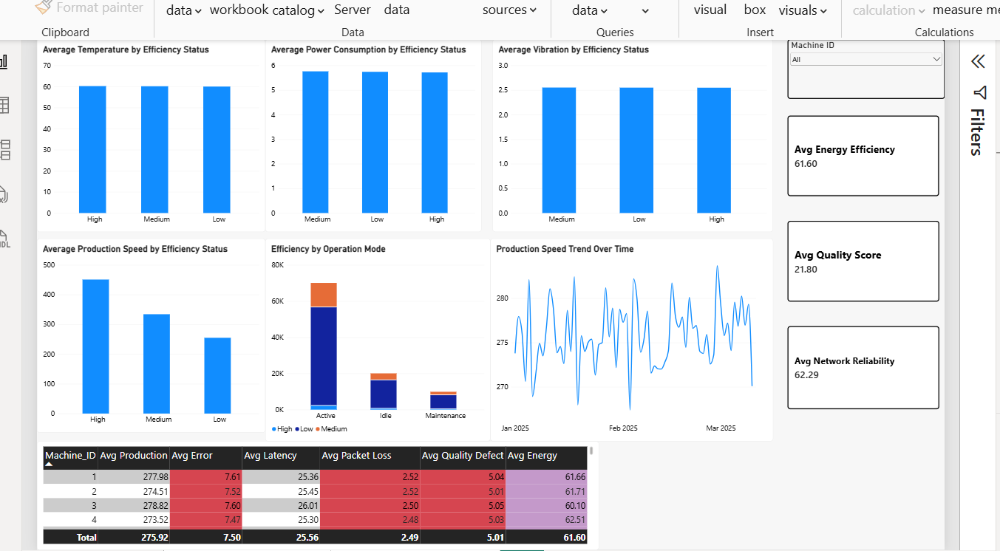 Format painter
data workbook catalog Server data sources data visual box visuals calculation measure
Clipboard Data Queries Insert Calculations
Average Temperature by Efficiency Status
70
60
50
40
30
20
10
0
High Medium Low
Average Power Consumption by Efficiency Status
6
5
4
3
2
1
0
Medium Low High
Average Vibration by Efficiency Status
3.0
2.5
2.0
1.5
1.0
0.5
0.0
Medium Low High
Machine ID
All
Filters
Avg Energy Efficiency
61.60
Avg Quality Score
21.80
Avg Network Reliability
62.29
Average Production Speed by Efficiency Status
500
400
300
200
100
0
High Medium Low
Efficiency by Operation Mode
80K
60K
40K
20K
0K
Active Idle Maintenance
High Low Medium
Production Speed Trend Over Time
280
275
270
Jan 2025 Feb 2025 Mar 2025
Machine_ID Avg Production Avg Error Avg Latency Avg Packet Loss Avg Quality Defect Avg Energy
1 277.98 7.61 25.36 2.52 5.04 61.66
2 274.51 7.52 25.45 2.52 5.01 61.71
3 278.82 7.60 26.01 2.50 5.05 60.10
4 273.52 7.47 25.30 2.48 5.03 62.51
Total 275.92 7.50 25.56 2.49 5.01 61.60